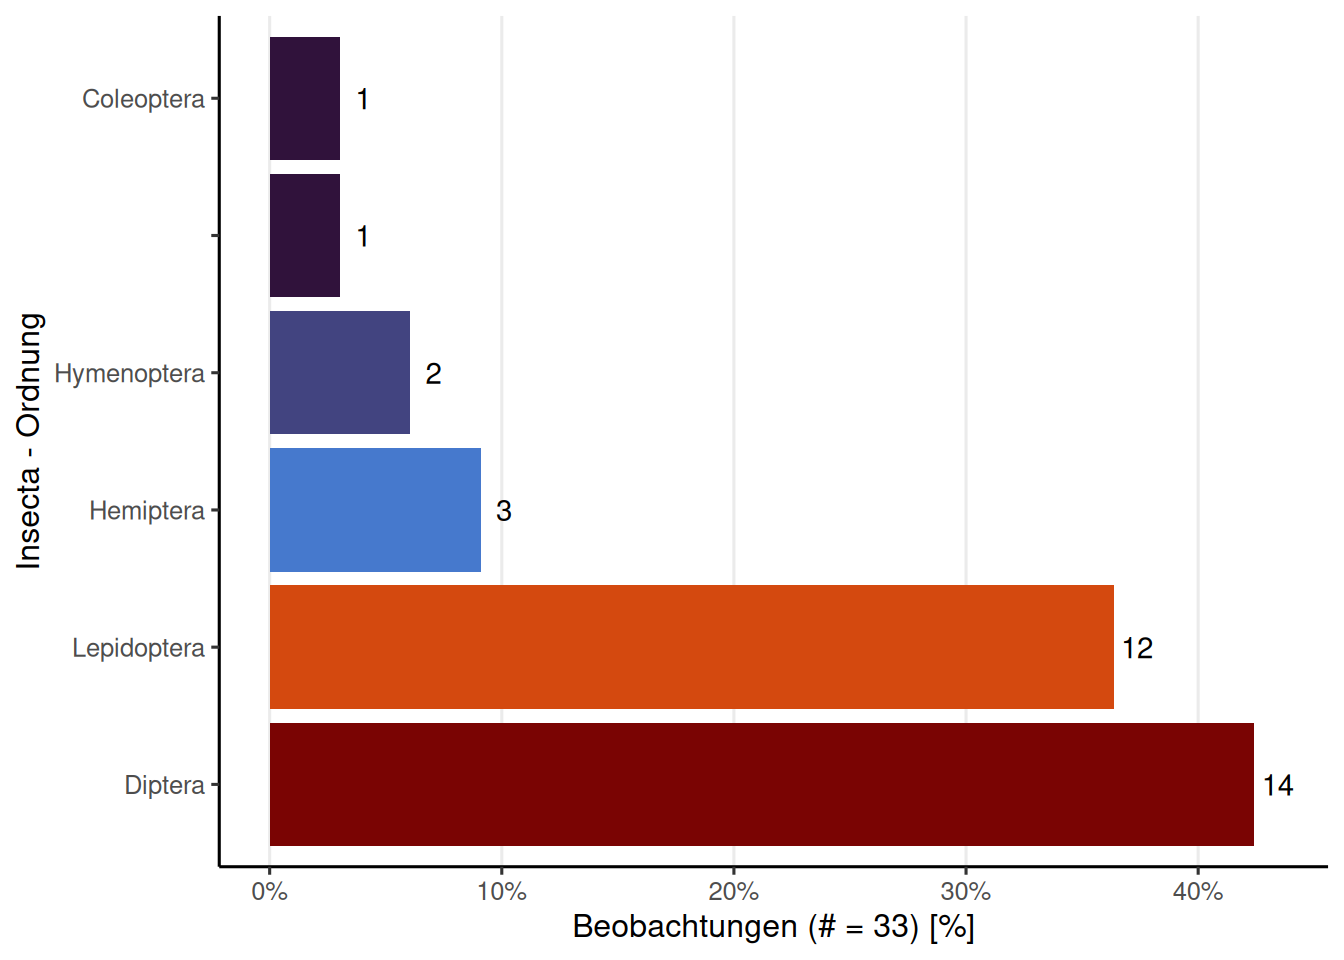 Insecta - Ordnung
Coleoptera 1
1
Hymenoptera 2
Hemiptera 3
Lepidoptera 12
Diptera 14
0% 10% 20% 30% 40%
Beobachtungen (# = 33) [%]